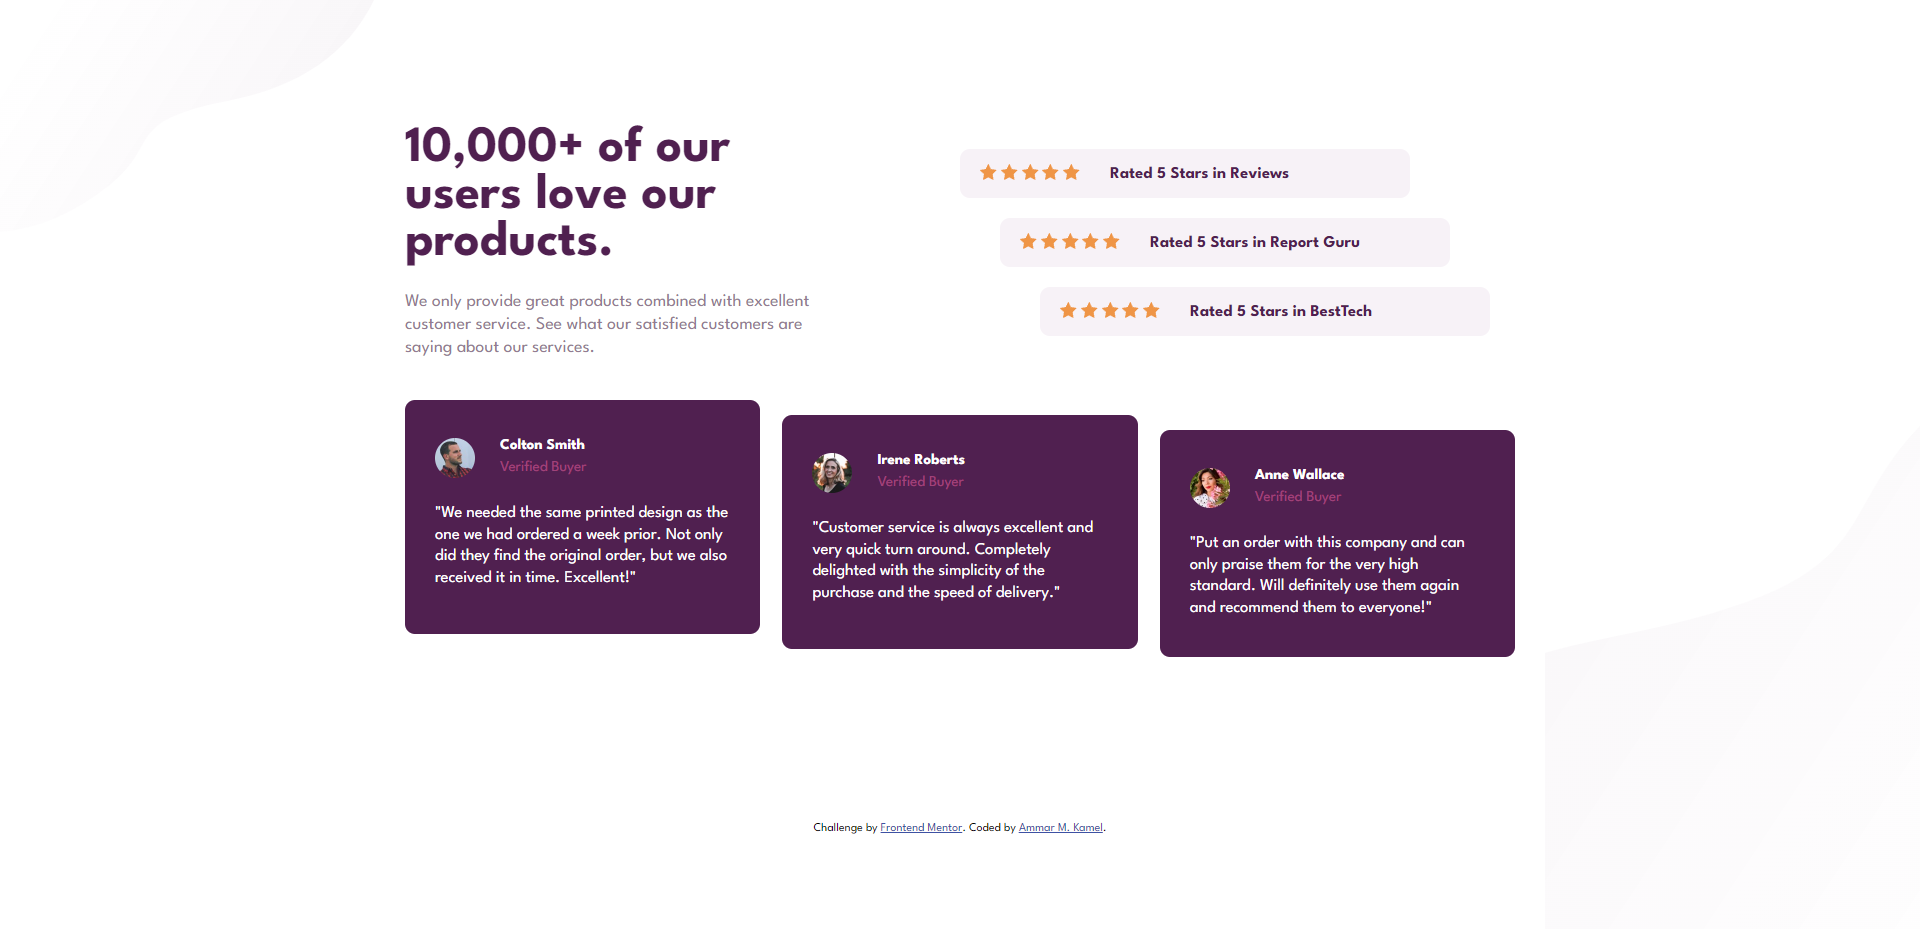 10,000+ of our
users love our
products.
We only provide great products combined with excellent
customer service. See what our satisfied customers are
saying about our services.
Rated 5 Stars in Reviews
Rated 5 Stars in Report Guru
Rated 5 Stars in BestTech
Colton Smith
Verified Buyer
"We needed the same printed design as the
one we had ordered a week prior. Not only
did they find the original order, but we also
received it in time. Excellent!"
Irene Roberts
Verified Buyer
"Customer service is always excellent and
very quick turn around. Completely
delighted with the simplicity of the
purchase and the speed of delivery."
Anne Wallace
Verified Buyer
"Put an order with this company and can
only praise them for the very high
standard. Will definitely use them again
and recommend them to everyone!"
Challenge by Frontend Mentor. Coded by Ammar M. Kamel.